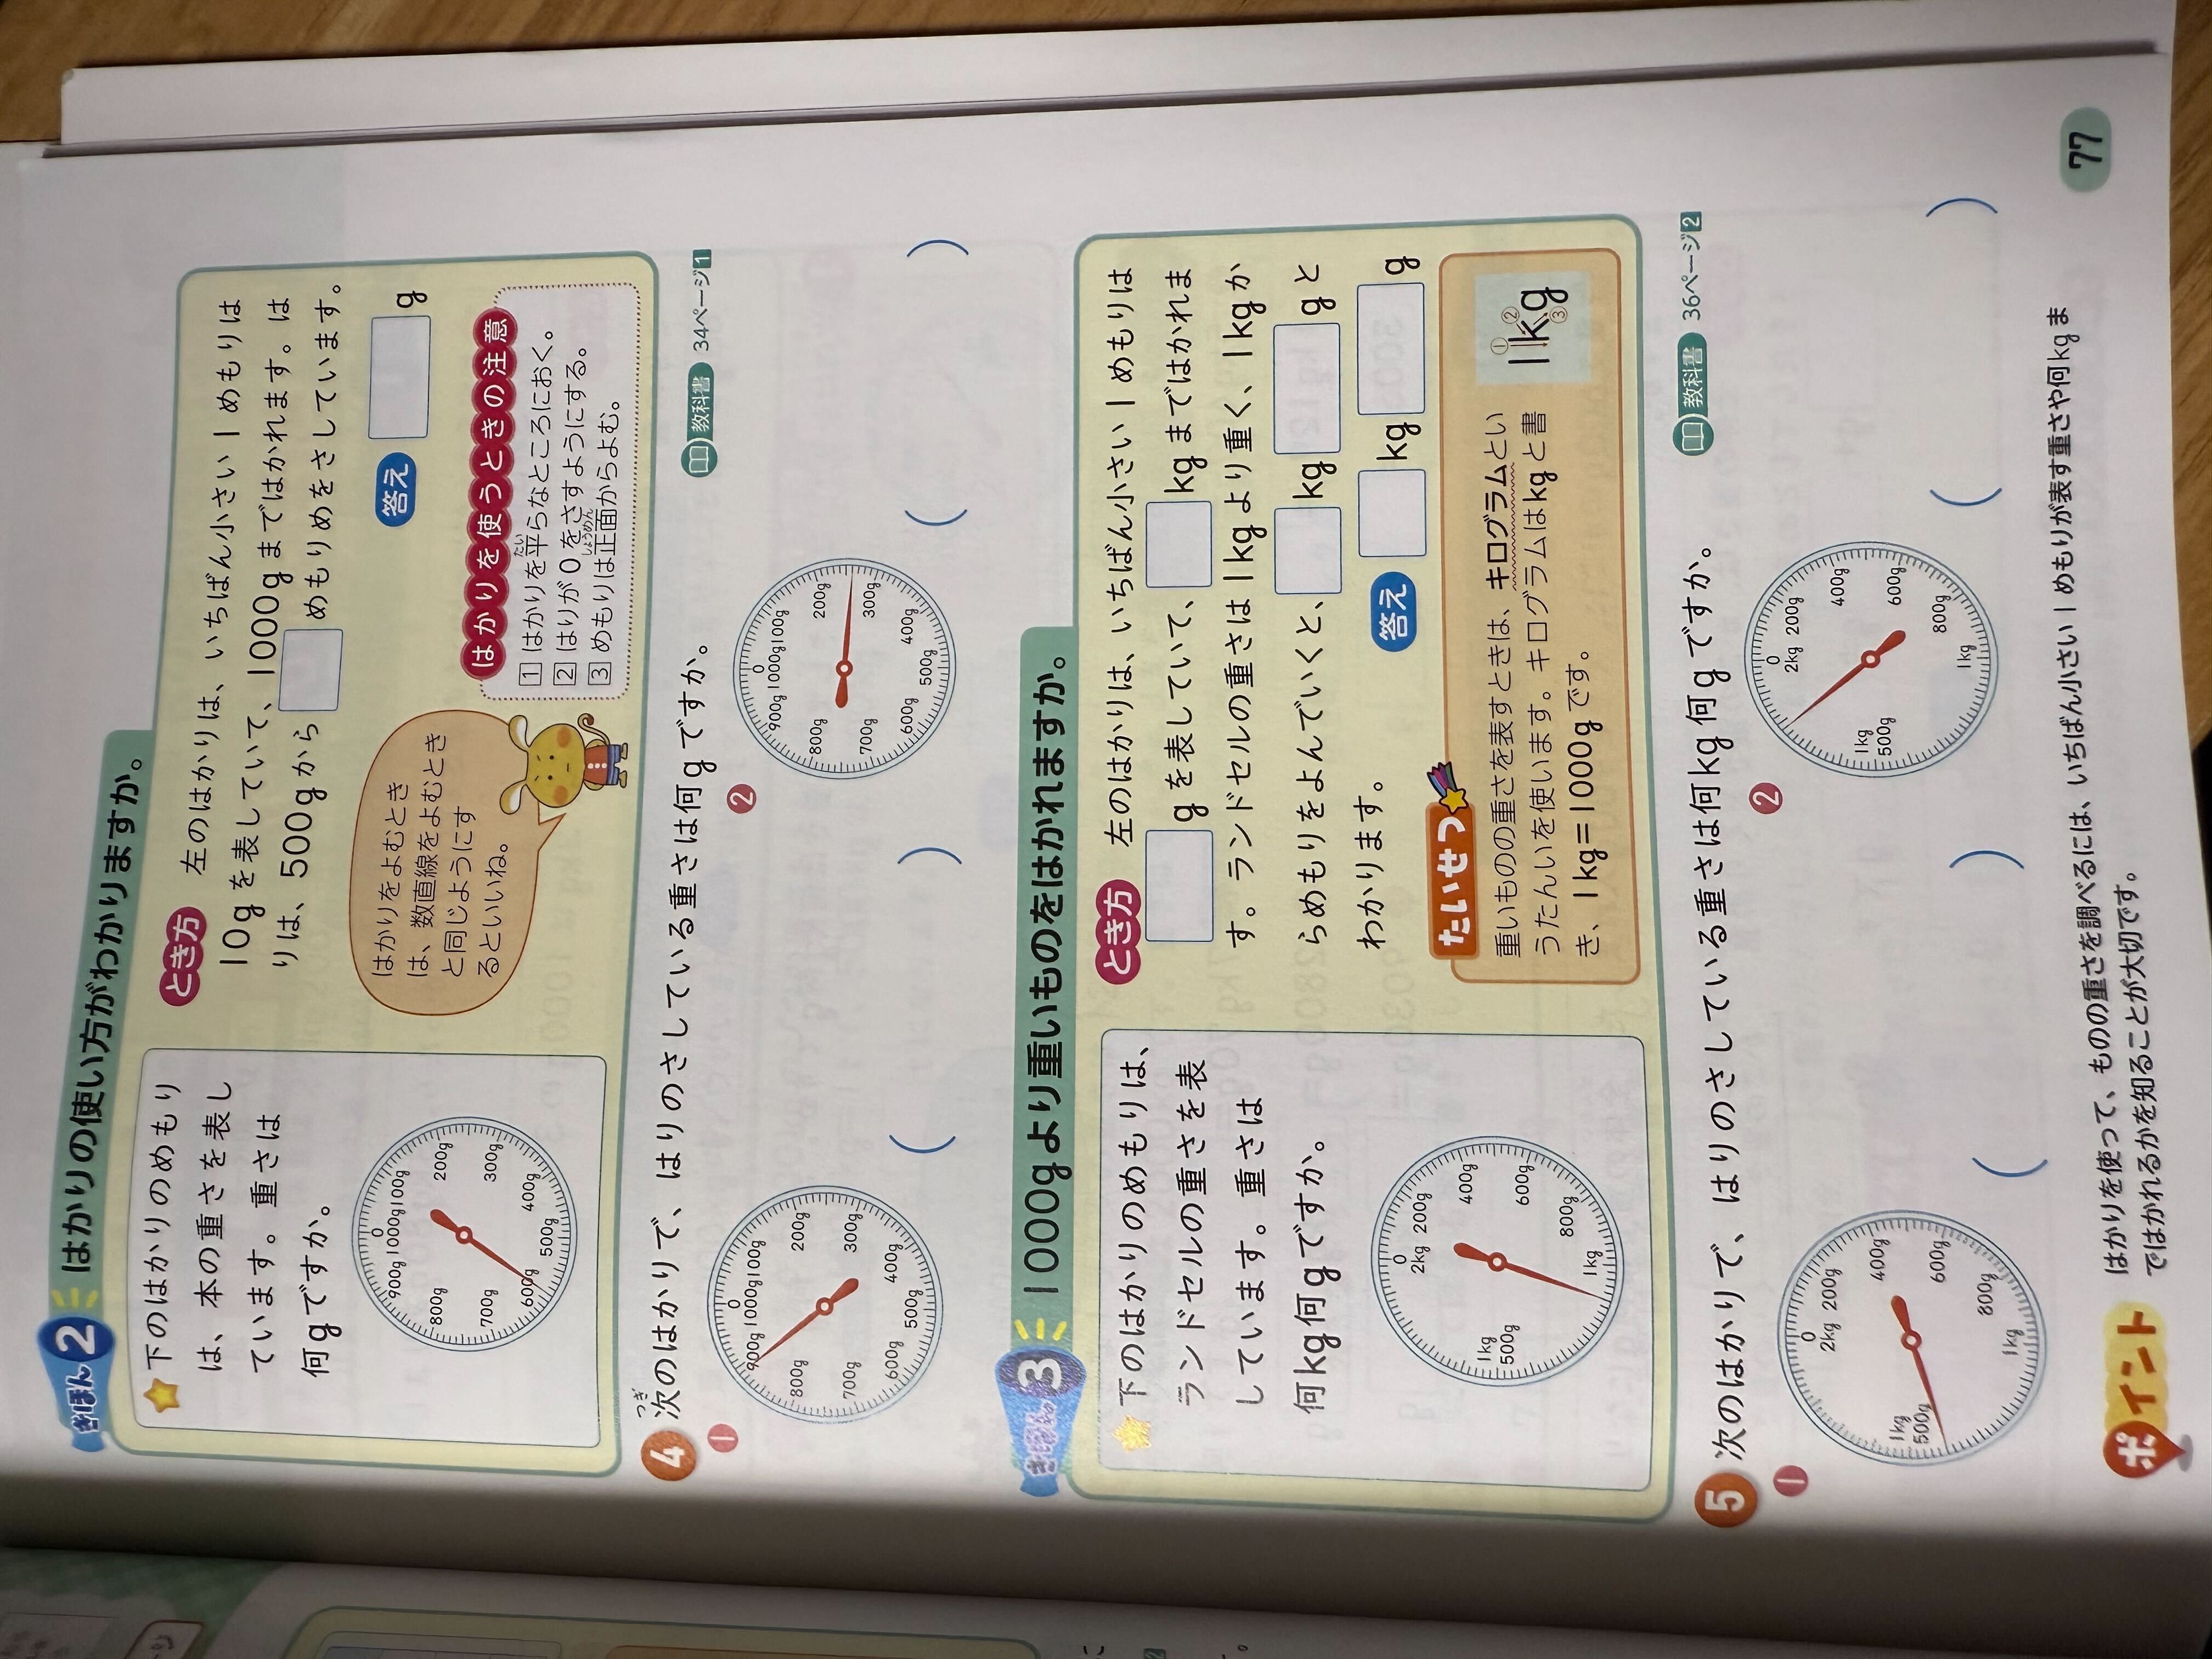 きほん2 はかりの使い方がわかりますか。
下のはかりのめもり
は、本の重さを表し
ています。重さは
何gですか。
0
1000g
100g
200g
300g
400g
500g
600g
700g
800g
900g
とき方 左のはかりは、いちばん小さい1めもりは
10gを表していて、1000gまではかれます。は
りは、500gから めもりめをさしています。
答え g
はかりをよむとき
は、数直線をよむとき
と同じようにす
るといいね。
はかりを使うときの注意
1 はかりを平らなところにおく。
たい
2 はりが0をさすようにする。
3 めもりは正面からよむ。
しょうめん
4 次のはかりで、はりのさしている重さは何gですか。
つぎ
教科書 34ページ1
1
0
1000g
100g
200g
300g
400g
500g
600g
700g
800g
900g
( )
2
0
1000g
100g
200g
300g
400g
500g
600g
700g
800g
900g
( )
きほん3 1000gより重いものをはかれますか。
下のはかりのめもりは、
ランドセルの重さを表
しています。重さは
何kg何gですか。
0
2kg
200g
400g
600g
800g
1kg
1kg
500g
とき方 左のはかりは、いちばん小さい1めもりは
gを表していて、 kgまではかれま
す。ランドセルの重さは1kgより重く、1kgか
らめもりをよんでいくと、 kg gと
わかります。
答え kg g
たいせつ
重いものの重さを表すときは、キログラムとい
うたんいを使います。キログラムはkgと書
き、1kg=1000gです。
1kg
①
②
③
5 次のはかりで、はりのさしている重さは何kg何gですか。
教科書 36ページ2
1
0
2kg
200g
400g
600g
800g
1kg
1kg
500g
( )
2
0
2kg
200g
400g
600g
800g
1kg
1kg
500g
( )
ポイント
はかりを使って、ものの重さを調べるには、いちばん小さい1めもりが表す重さや何kgま
ではかれるかを知ることが大切です。
77